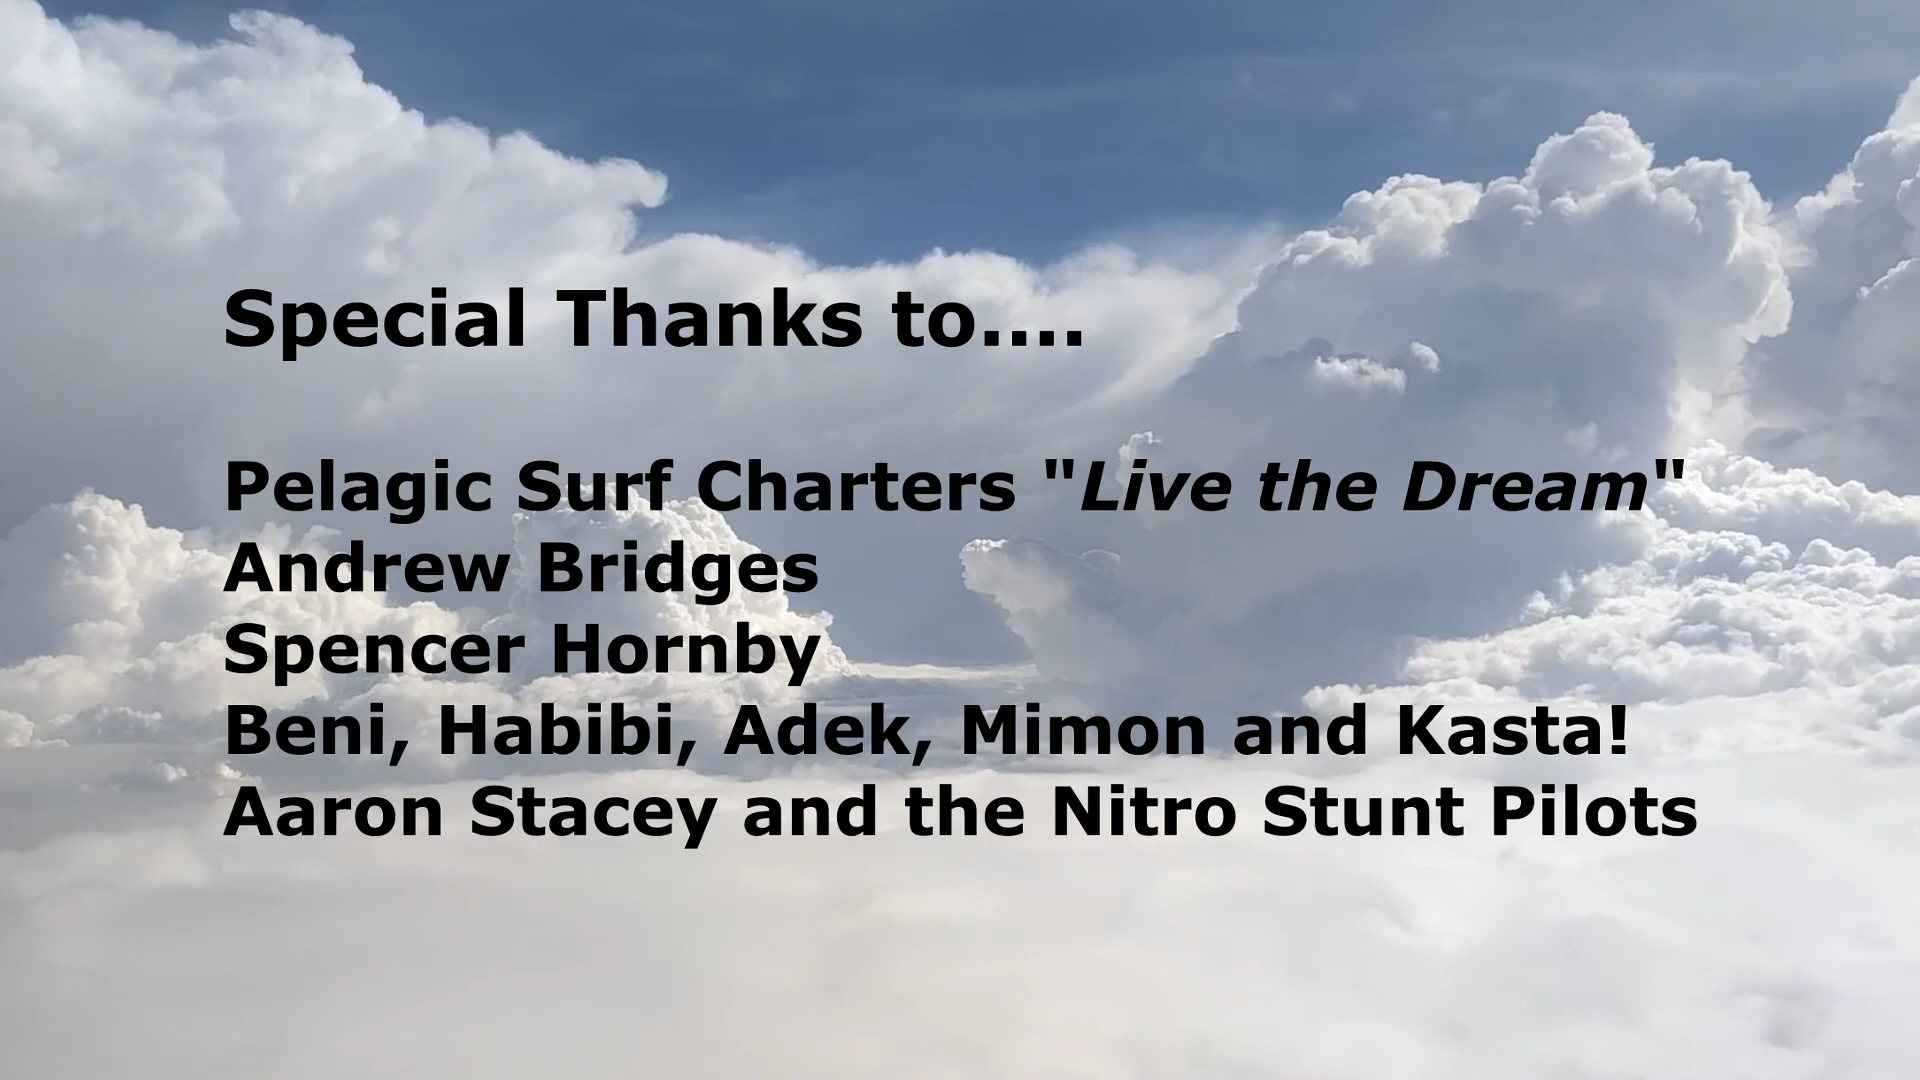 Special Thanks to....
Pelagic Surf Charters "Live the Dream"
Andrew Bridges
Spencer Hornby
Beni, Habibi, Adek, Mimon and Kasta!
Aaron Stacey and the Nitro Stunt Pilots